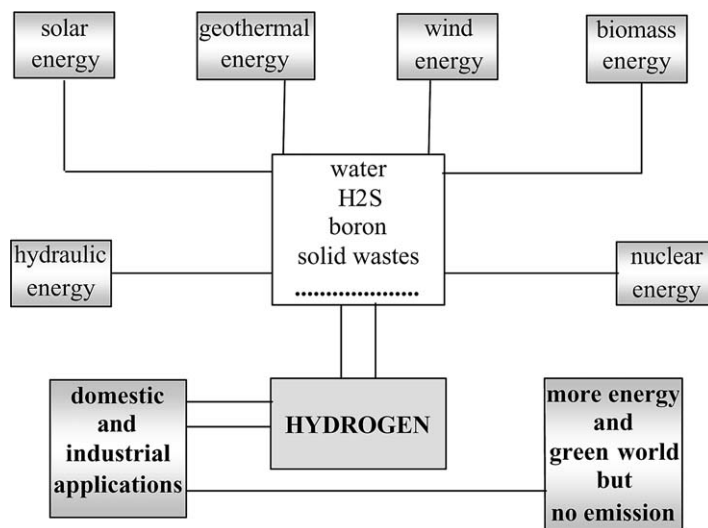 solar
energy
geothermal
energy
wind
energy
biomass
energy
water
H2S
boron
solid wastes
.....................
hydraulic
energy
nuclear
energy
domestic
and
industrial
applications
HYDROGEN
more energy
and
green world
but
no emission